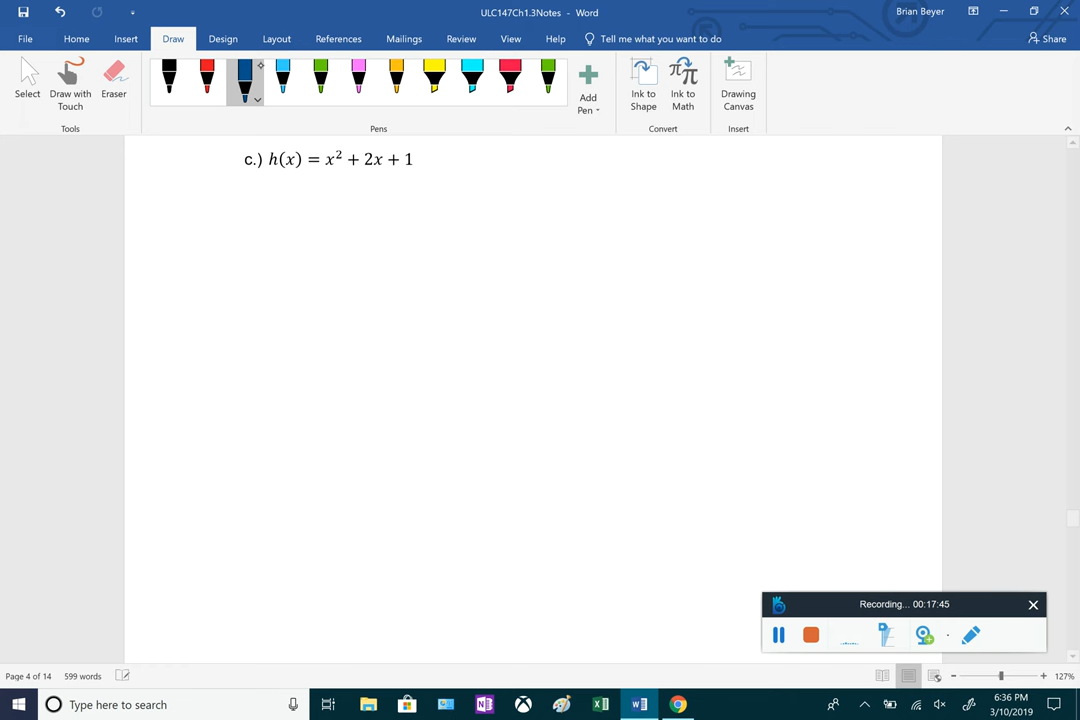 ULC147Ch1.3Notes - Word
Brian Beyer
File Home Insert Draw Design Layout References Mailings Review View Help Tell me what you want to do Share
Select Draw with Touch Eraser Add Pen Ink to Shape Ink to Math Drawing Canvas
Tools Pens Convert Insert
c.) h(x) = x² + 2x + 1
Recording... 00:17:45
Page 4 of 14 599 words 127%
Type here to search
6:36 PM
3/10/2019